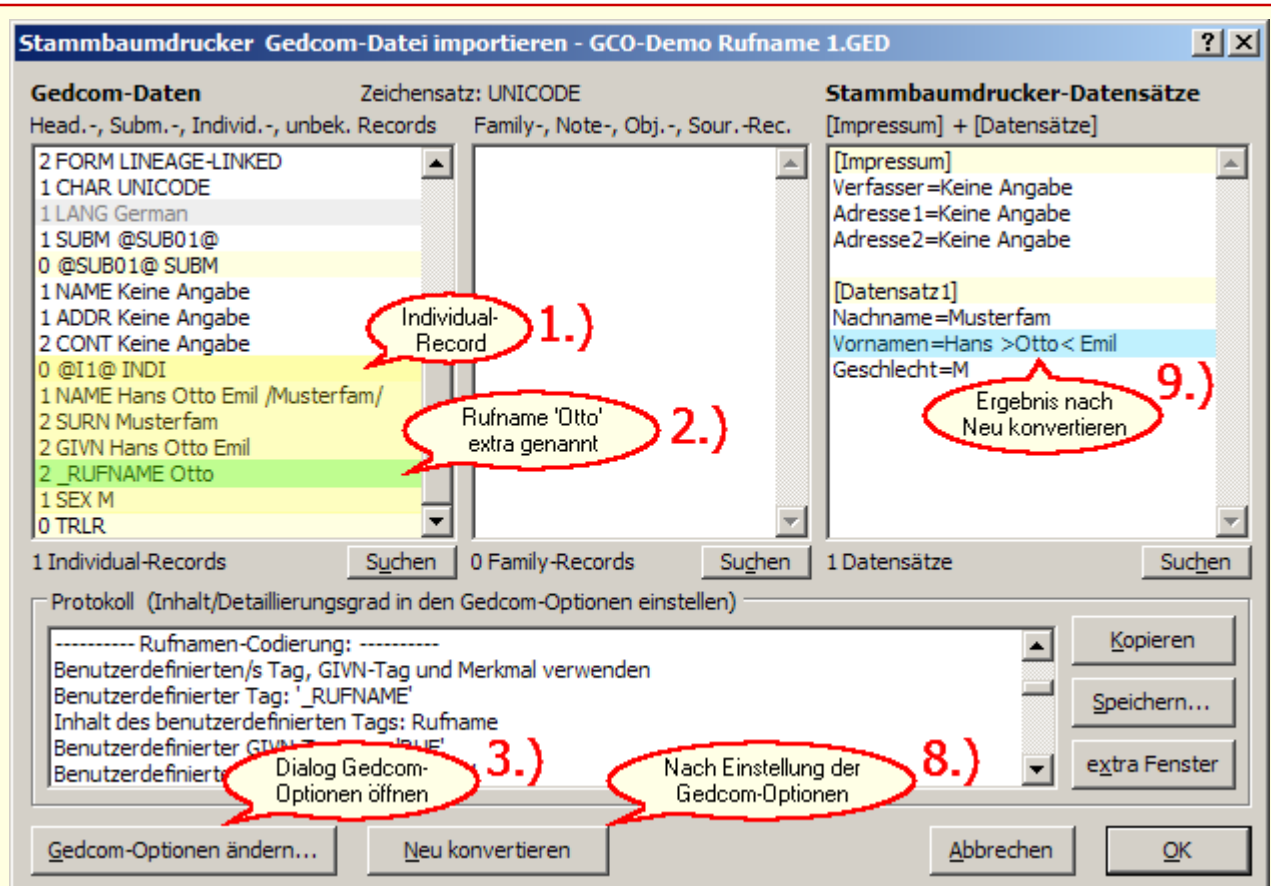 Stammbaumdrucker Gedcom-Datei importieren - GCO-Demo Rufname 1.GED
Gedcom-Daten Zeichensatz: UNICODE Stammbaumdrucker-Datensätze
Head.-, Subm.-, Individ.-, unbek. Records Family-, Note-, Obj.-, Sour.-Rec. [Impressum] + [Datensätze]
2 FORM LINEAGE-LINKED
1 CHAR UNICODE
1 LANG German
1 SUBM @SUB01@
0 @SUB01@ SUBM
1 NAME Keine Angabe
1 ADDR Keine Angabe
2 CONT Keine Angabe
0 @I1@ INDI
1 NAME Hans Otto Emil /Musterfam/
2 SURN Musterfam
2 GIVN Hans Otto Emil
2 _RUFNAME Otto
1 SEX M
0 TRLR
Individual-
Record
1.)
Rufname 'Otto'
extra genannt
2.)
[Impressum]
Verfasser=Keine Angabe
Adresse1=Keine Angabe
Adresse2=Keine Angabe
[Datensatz1]
Nachname=Musterfam
Vornamen=Hans >Otto< Emil
Geschlecht=M
Ergebnis nach
Neu konvertieren
9.)
1 Individual-Records Suchen 0 Family-Records Suchen 1 Datensätze Suchen
Protokoll (Inhalt/Detaillierungsgrad in den Gedcom-Optionen einstellen)
---------- Rufnamen-Codierung: ----------
Benutzerdefinierten/s Tag, GIVN-Tag und Merkmal verwenden
Benutzerdefinierter Tag: '_RUFNAME'
Inhalt des benutzerdefinierten Tags: Rufname
Benutzerdefinierter
Kopieren
Speichern...
extra Fenster
Dialog Gedcom-
Optionen öffnen
3.)
Nach Einstellung der
Gedcom-Optionen
8.)
Gedcom-Optionen ändern... Neu konvertieren Abbrechen OK